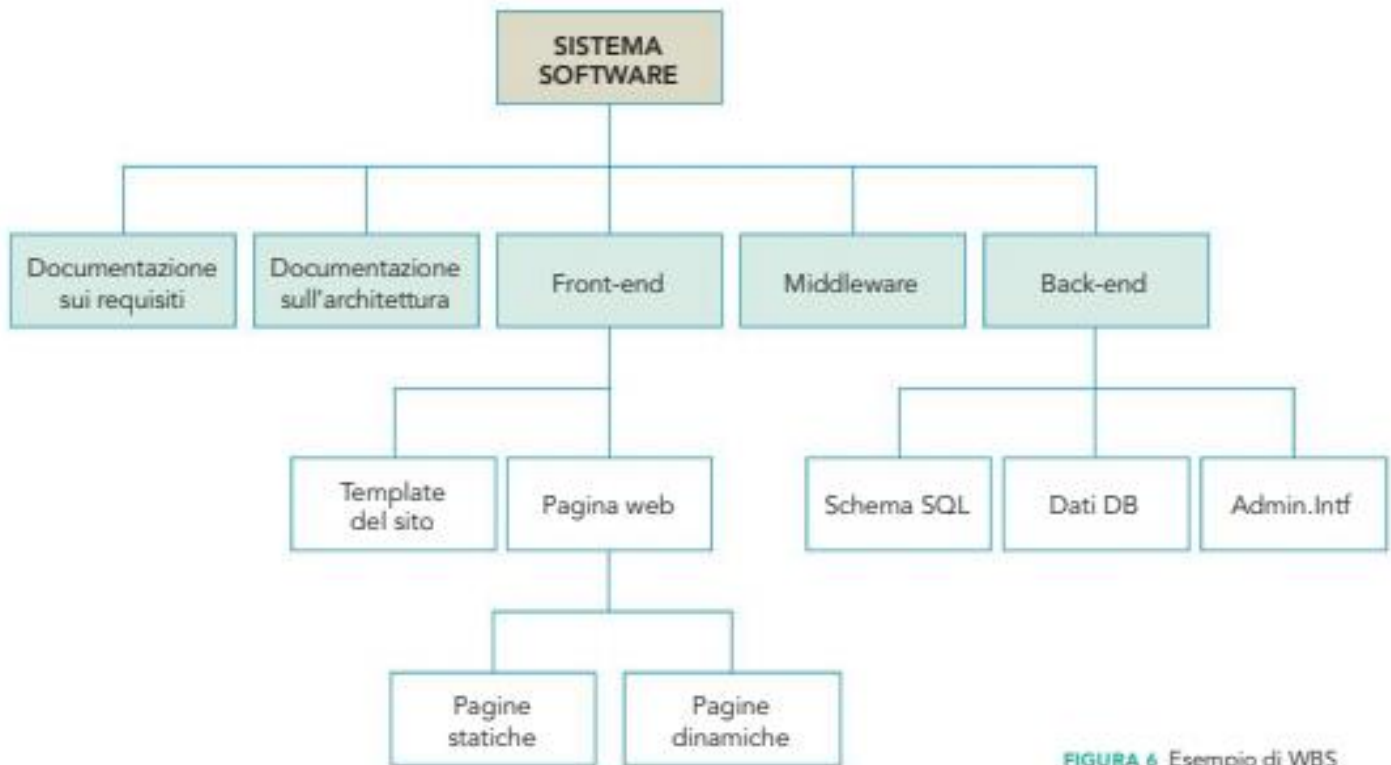 SISTEMA
SOFTWARE
Documentazione
sui requisiti
Documentazione
sull'architettura
Front-end
Middleware
Back-end
Template
del sito
Pagina web
Schema SQL
Dati DB
Admin.Intf
Pagine
statiche
Pagine
dinamiche
FIGURA 6 Esempio di WBS